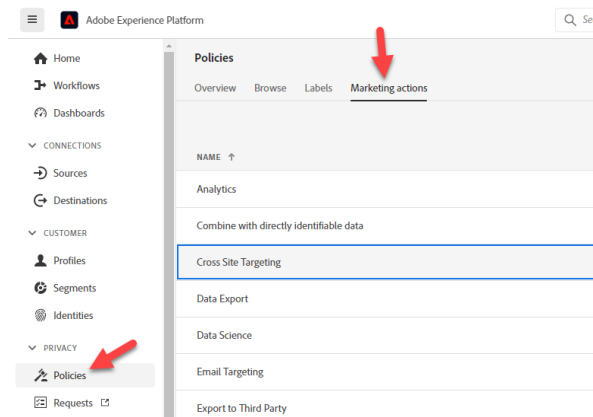 Adobe Experience Platform
Home
Workflows
Dashboards
CONNECTIONS
Sources
Destinations
CUSTOMER
Profiles
Segments
Identities
PRIVACY
Policies
Requests
Policies
Overview Browse Labels Marketing actions
NAME
Analytics
Combine with directly identifiable data
Cross Site Targeting
Data Export
Data Science
Email Targeting
Export to Third Party